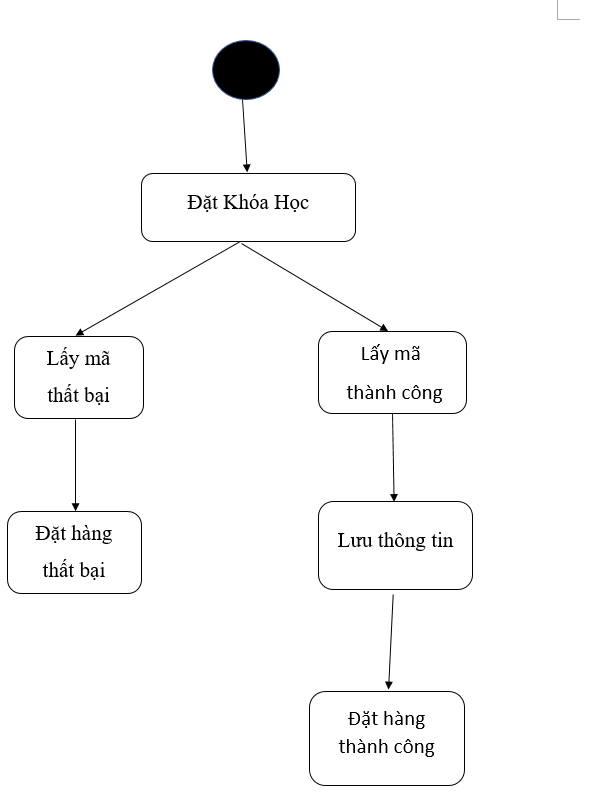 Đặt Khóa Học
Lấy mã
thất bại
Lấy mã
thành công
Đặt hàng
thất bại
Lưu thông tin
Đặt hàng
thành công